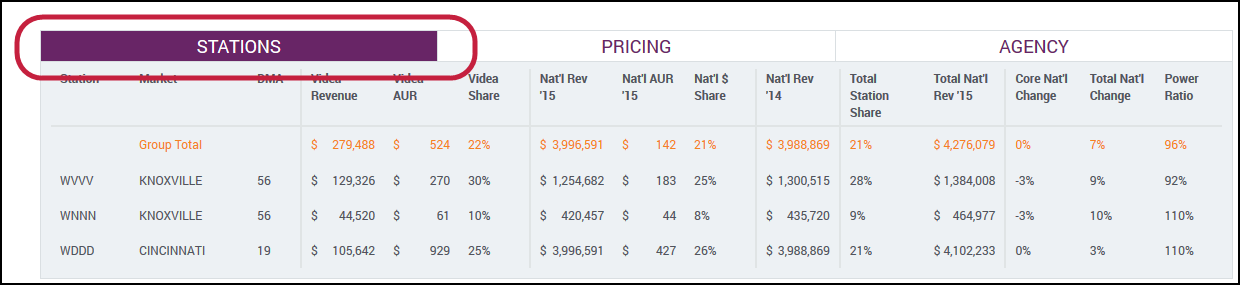 STATIONS PRICING AGENCY
Station Market DMA Videa Videa Videa Nat'l Rev Nat'l AUR Nat'l $ Nat'l Rev Total Total Nat'l Core Nat'l Total Nat'l Power
Revenue AUR Share '15 '15 Share '14 Station Rev '15 Change Change Ratio
Share
Group Total $ 279,488 $ 524 22% $ 3,996,591 $ 142 21% $ 3,988,869 21% $ 4,276,079 0% 7% 96%
WVVV KNOXVILLE 56 $ 129,326 $ 270 30% $ 1,254,682 $ 183 25% $ 1,300,515 28% $ 1,384,008 -3% 9% 92%
WNNN KNOXVILLE 56 $ 44,520 $ 61 10% $ 420,457 $ 44 8% $ 435,720 9% $ 464,977 -3% 10% 110%
WDDD CINCINNATI 19 $ 105,642 $ 929 25% $ 3,996,591 $ 427 26% $ 3,988,869 21% $ 4,102,233 0% 3% 110%